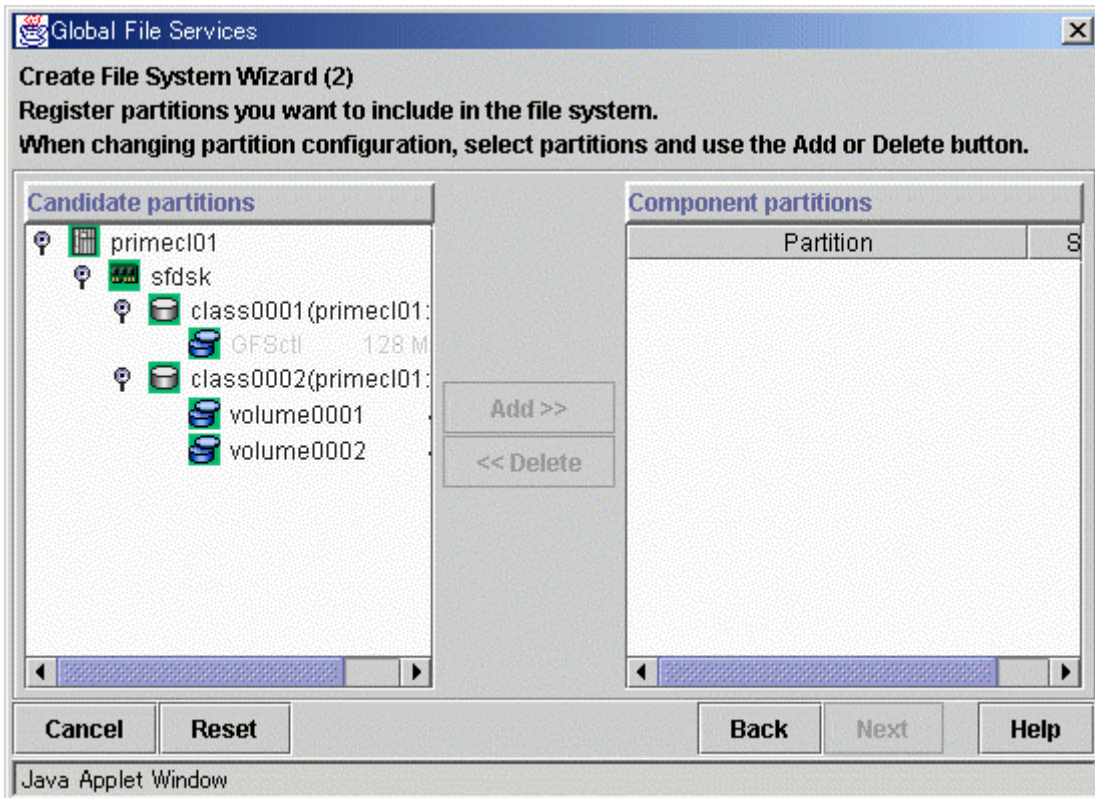 Global File Services
Create File System Wizard (2)
Register partitions you want to include in the file system.
When changing partition configuration, select partitions and use the Add or Delete button.
Candidate partitions
primecl01
sfdsk
class0001(primecl01:
GFSctl 128 M
class0002(primecl01:
volume0001
volume0002
Add >>
<< Delete
Component partitions
Partition S
Cancel Reset Back Next Help
Java Applet Window